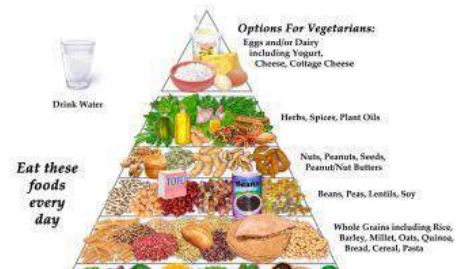 Options For Vegetarians:
Eggs and/or Dairy
including Yogurt,
Cheese, Cottage Cheese
Drink Water
Herbs, Spices, Plant Oils
Nuts, Peanuts, Seeds,
Peanut/Nut Butters
Eat these
foods
every
day
TOFU
Beans
Beans, Peas, Lentils, Soy
Whole Grains including Rice,
Barley, Millet, Oats, Quinoa,
Bread, Cereal, Pasta